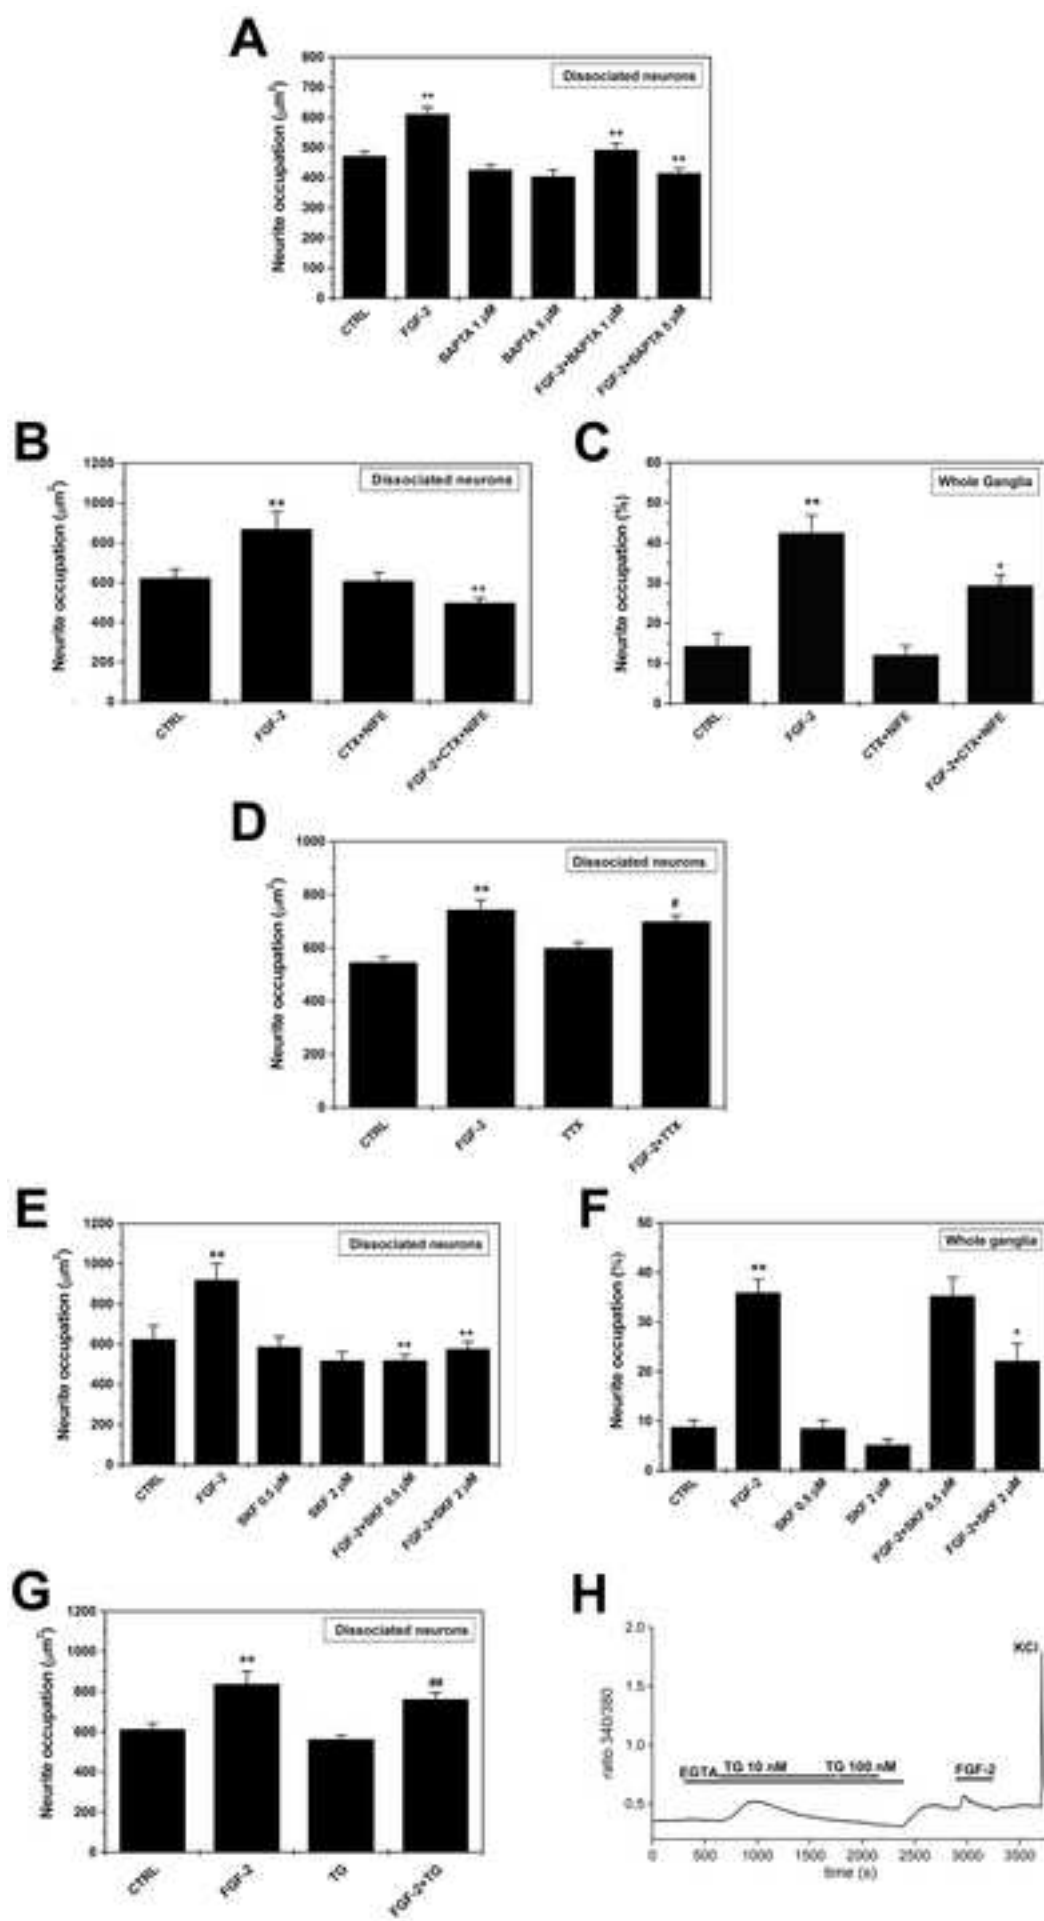 A
Dissociated neurons
Neurite occupation (µm²)
800
700
600
500
400
300
200
100
0
**
++
++
CTRL
FGF-2
BAPTA 1 µM
BAPTA 5 µM
FGF-2+BAPTA 1 µM
FGF-2+BAPTA 5 µM
B
Dissociated neurons
Neurite occupation (µm²)
1200
1000
800
600
400
200
0
**
++
CTRL
FGF-2
CTX+NIFE
FGF-2+CTX+NIFE
C
Whole Ganglia
Neurite occupation (%)
60
50
40
30
20
10
0
**
+
CTRL
FGF-2
CTX+NIFE
FGF-2+CTX+NIFE
D
Dissociated neurons
Neurite occupation (µm²)
1000
800
600
400
200
0
**
#
CTRL
FGF-2
TTX
FGF-2+TTX
E
Dissociated neurons
Neurite occupation (µm²)
1200
1000
800
600
400
200
0
**
++
++
CTRL
FGF-2
SKF 0.5 µM
SKF 2 µM
FGF-2+SKF 0.5 µM
FGF-2+SKF 2 µM
F
Whole ganglia
Neurite occupation (%)
50
40
30
20
10
0
**
+
CTRL
FGF-2
SKF 0.5 µM
SKF 2 µM
FGF-2+SKF 0.5 µM
FGF-2+SKF 2 µM
G
Dissociated neurons
Neurite occupation (µm²)
1200
1000
800
600
400
200
0
**
##
CTRL
FGF-2
TG
FGF-2+TG
H
ratio 340/380
2.0
1.5
1.0
0.5
KCl
EGTA TG 10 nM TG 100 nM FGF-2
0 500 1000 1500 2000 2500 3000 3500
time (s)